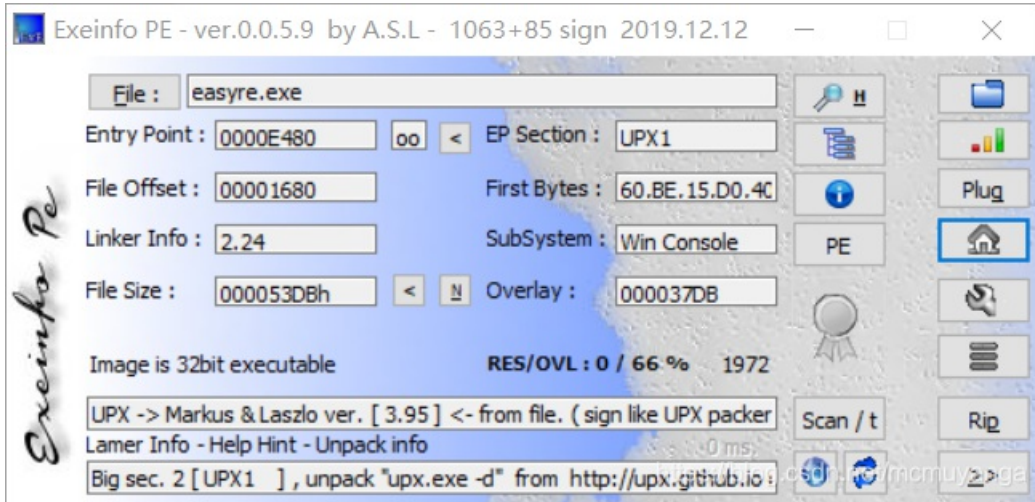 Exeinfo PE - ver.0.0.5.9 by A.S.L - 1063+85 sign 2019.12.12
Exeinfo Pe
File : easyre.exe H
Entry Point : 0000E480 oo < EP Section : UPX1
File Offset : 00001680 First Bytes : 60.BE.15.D0.40 Plug
Linker Info : 2.24 SubSystem : Win Console PE
File Size : 000053DBh < N Overlay : 000037DB
Image is 32bit executable RES/OVL : 0 / 66 % 1972
UPX -> Markus & Laszlo ver. [ 3.95 ] <- from file. ( sign like UPX packer Scan / t Rip
Lamer Info - Help Hint - Unpack info 0 ms.
Big sec. 2 [ UPX1 ] , unpack "upx.exe -d" from http://upx.github.io >>